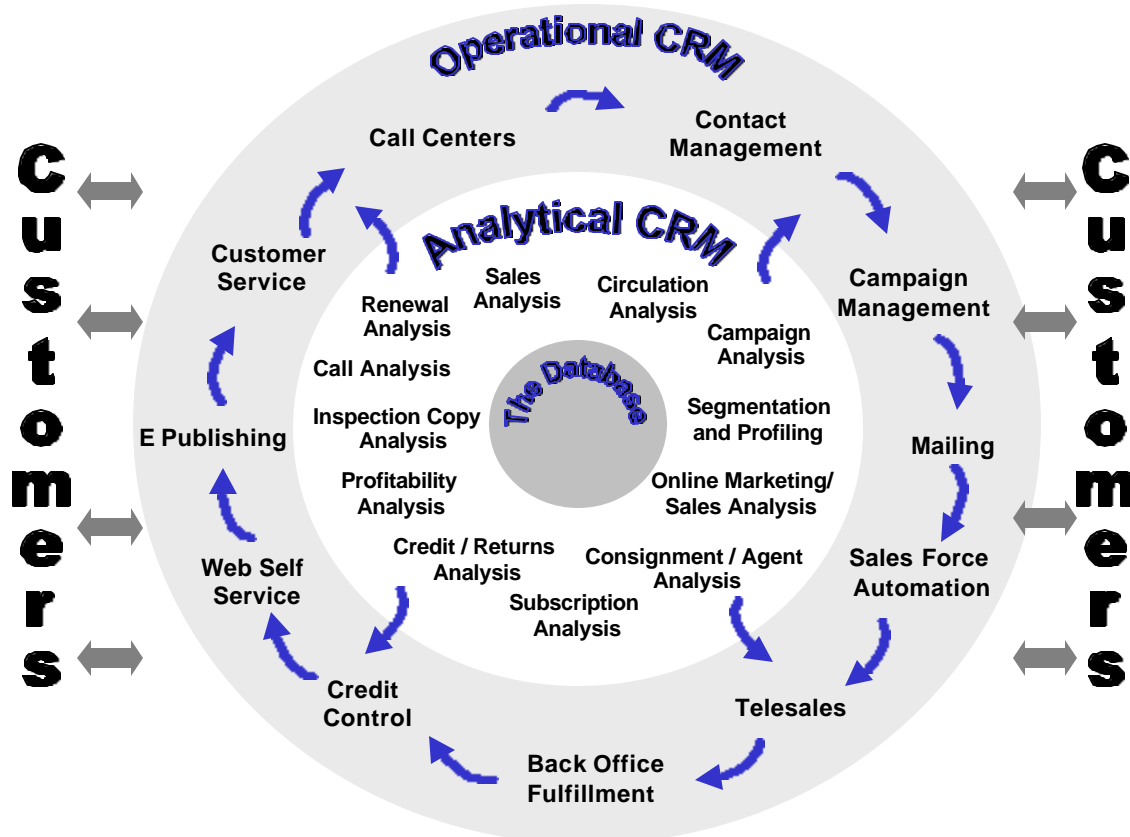 Operational CRM
Call Centers
Contact
Management
Customers
Customers
Analytical CRM
Customer
Service
Sales
Analysis
Circulation
Analysis
Campaign
Management
Renewal
Analysis
Campaign
Analysis
Call Analysis
The Database
Inspection Copy
Analysis
Segmentation
and Profiling
E Publishing
Mailing
Profitability
Analysis
Online Marketing/
Sales Analysis
Credit / Returns
Analysis
Consignment / Agent
Analysis
Web Self
Service
Sales Force
Automation
Subscription
Analysis
Credit
Control
Telesales
Back Office
Fulfillment